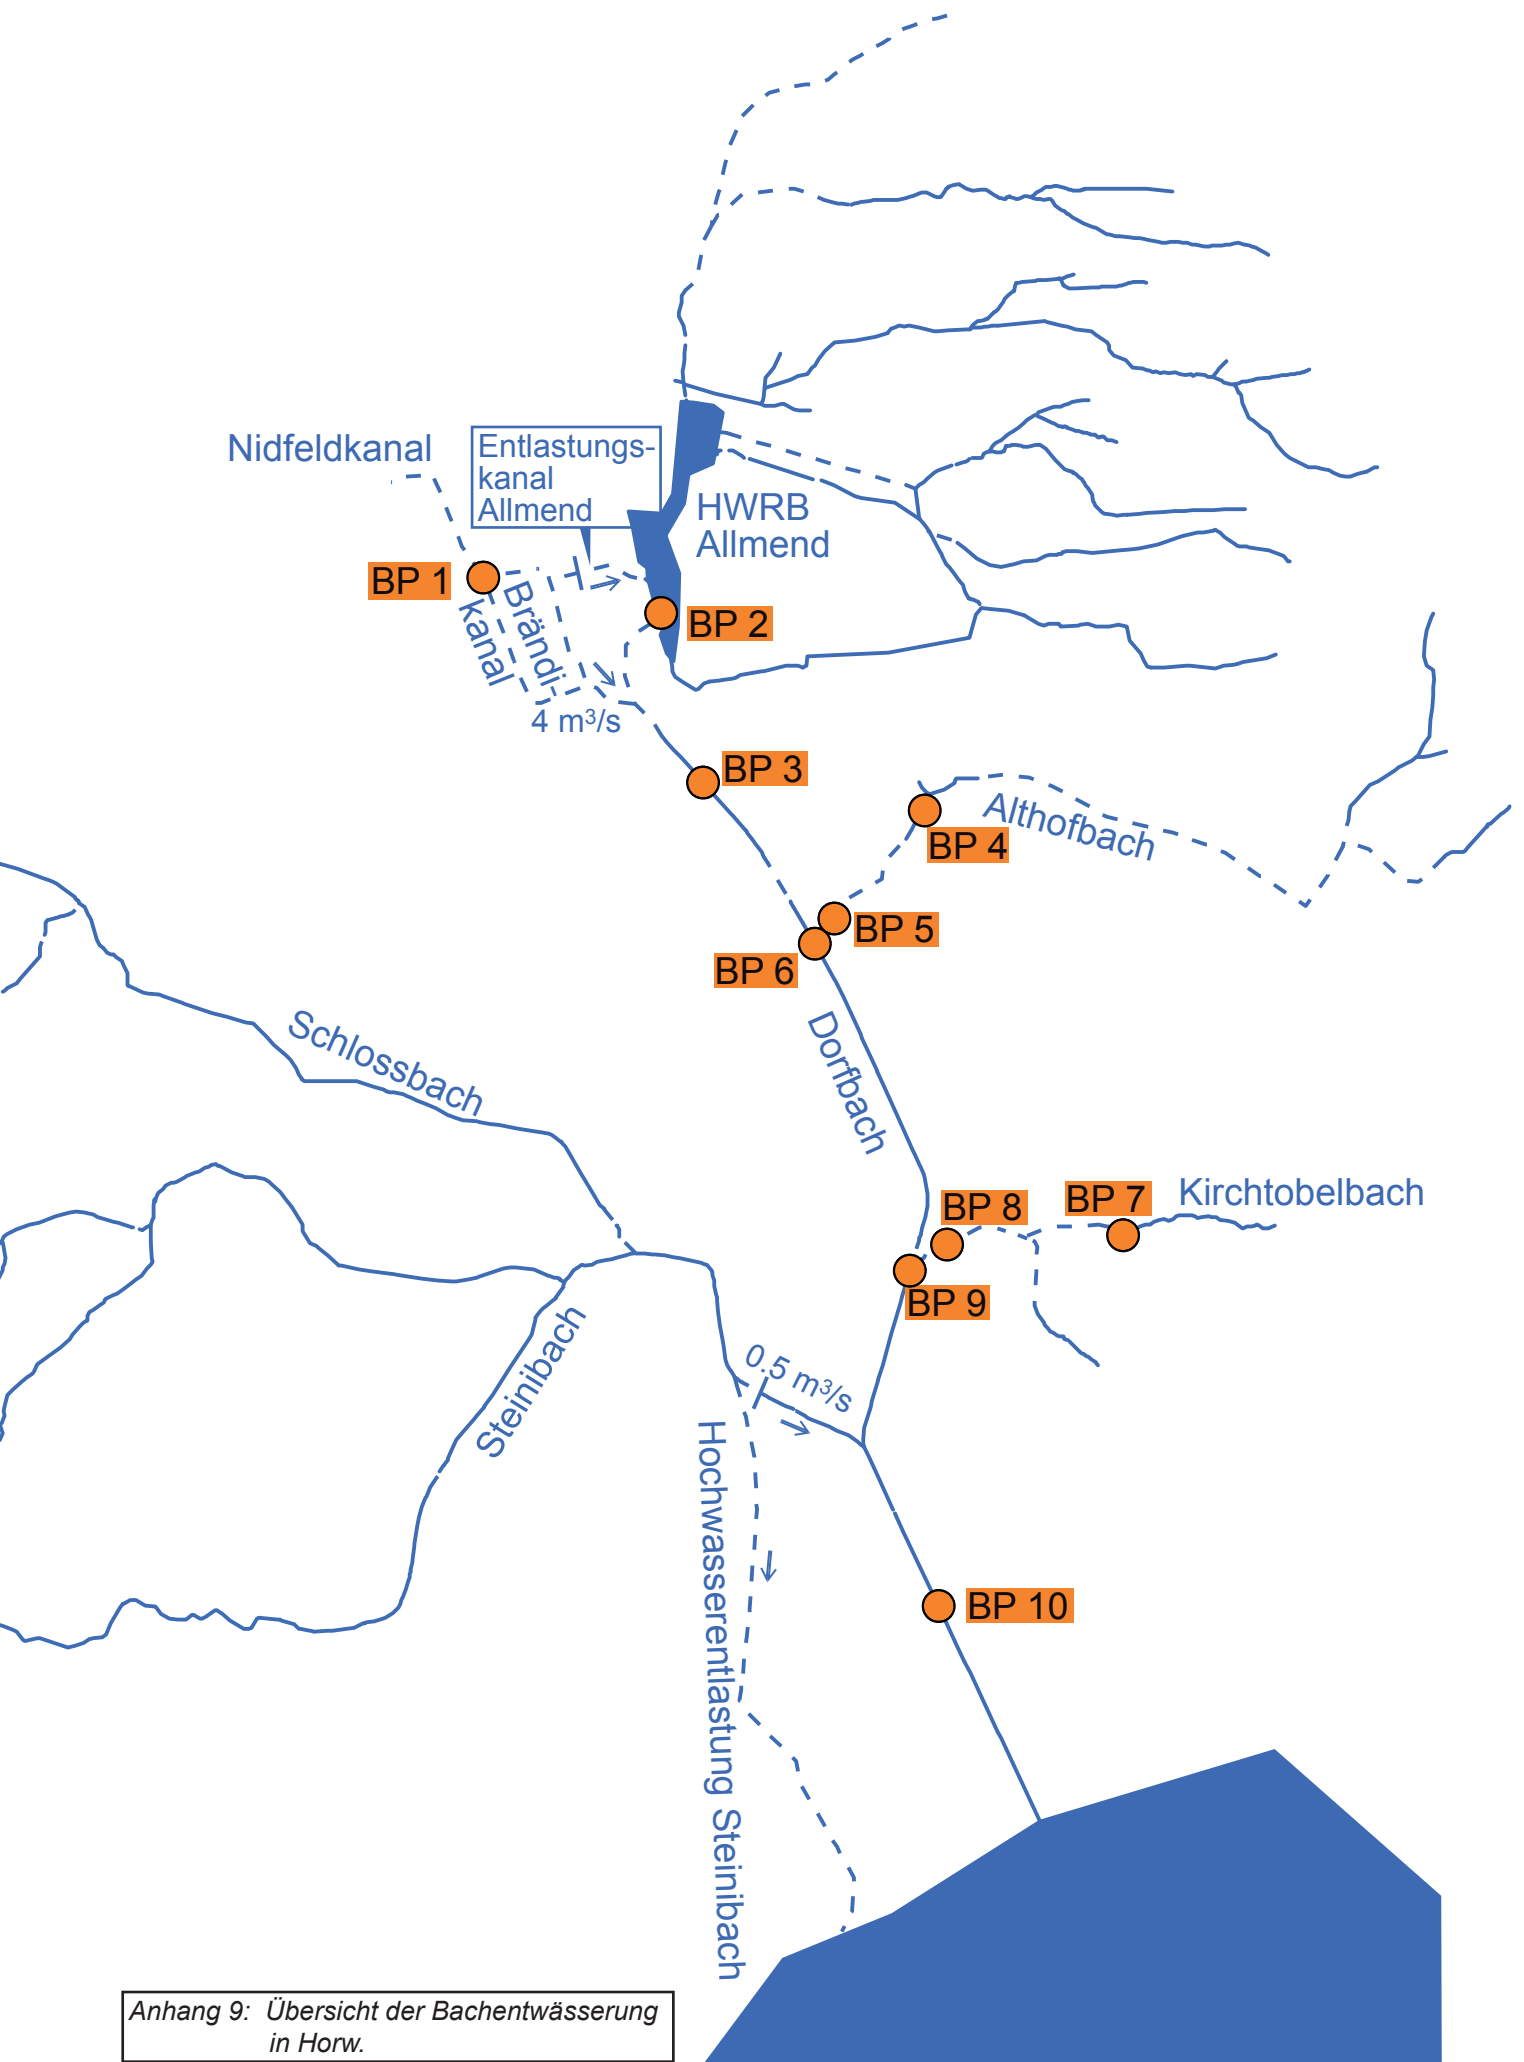 Nidfeldkanal
Entlastungs-
kanal
Allmend
HWRB
Allmend
BP 1
Brändi-
kanal
BP 2
4 m³/s
BP 3
Althofbach
BP 4
BP 5
BP 6
Schlossbach
Dorfbach
BP 7
Kirchtobelbach
BP 8
BP 9
Steinibach
0.5 m³/s
Hochwasserentlastung Steinibach
BP 10
Anhang 9: Übersicht der Bachentwässerung
in Horw.